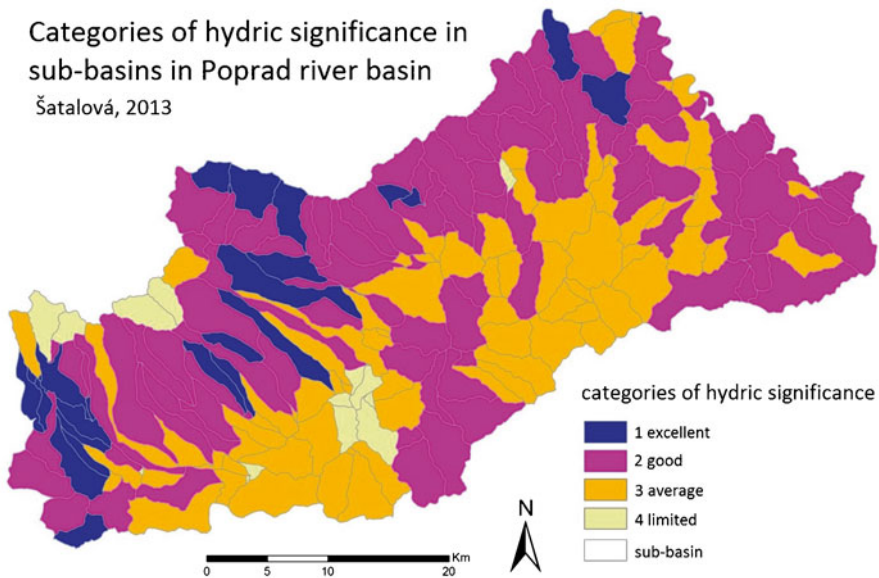 Categories of hydric significance in
sub-basins in Poprad river basin
Šatalová, 2013
categories of hydric significance
1 excellent
2 good
3 average
4 limited
sub-basin
N
Km
0 5 10 20